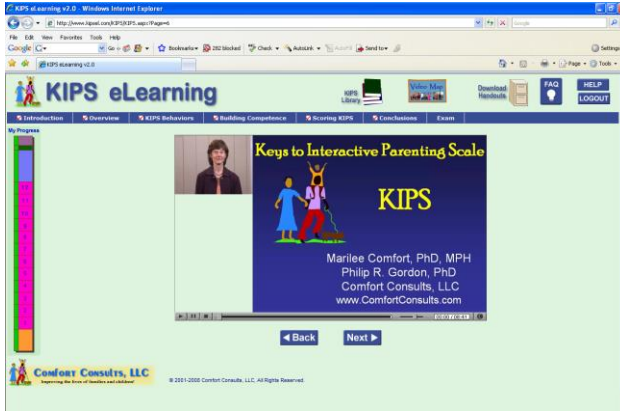 KIPS eLearning v2.0 - Windows Internet Explorer
http://www.kipsel.com/KIPS/KIPS.aspx?Page=6
Google
File Edit View Favorites Tools Help
Google G Go Bookmarks 282 blocked Check AutoLink AutoFill Send to Settings
KIPS eLearning v2.0 Page Tools
KIPS eLearning
KIPS
Library
Video Map
Download
Handouts
FAQ
HELP
LOGOUT
Introduction Overview KIPS Behaviors Building Competence Scoring KIPS Conclusions Exam
My Progress
Keys to Interactive Parenting Scale
KIPS
Marilee Comfort, PhD, MPH
Philip R. Gordon, PhD
Comfort Consults, LLC
www.ComfortConsults.com
Back Next
Comfort Consults, LLC
Improving the lives of families and children!
© 2001-2008 Comfort Consults, LLC, All Rights Reserved.